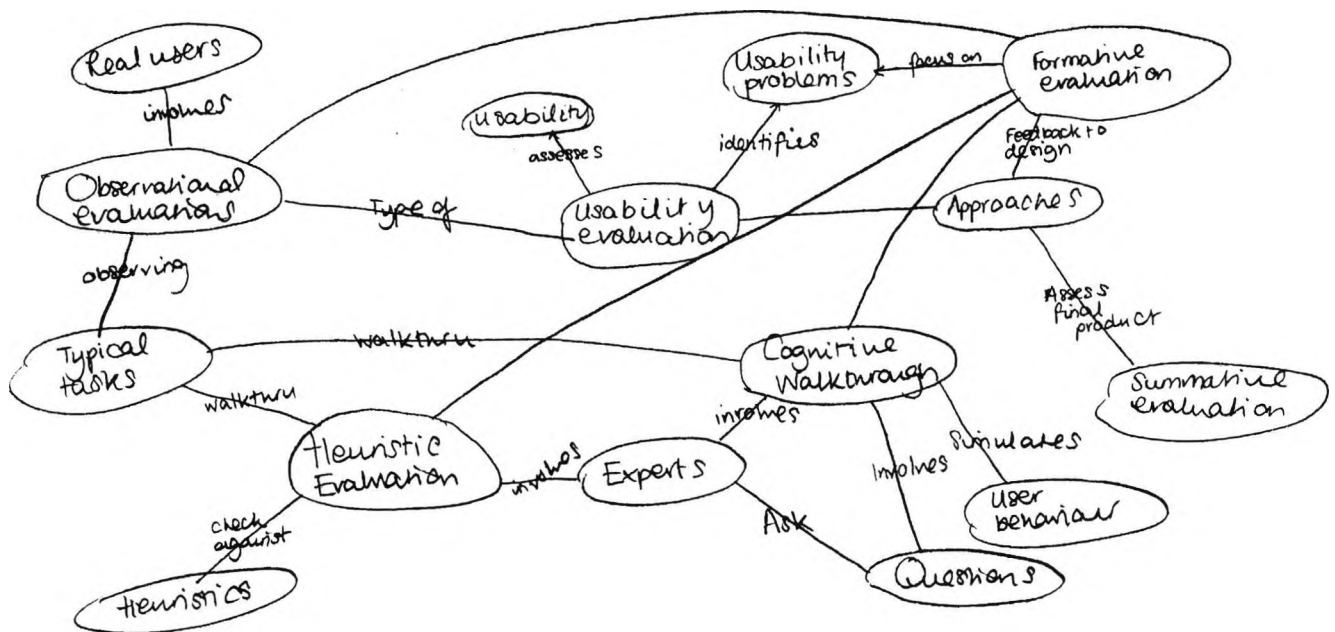 Real users
involves
Observational
evaluations
observing
Typical
tasks
Type of
Usability
assesses
Usability
problems
identifies
focus on
Formative
evaluation
Usability
evaluation
Feedback to
design
Approaches
Assess
final
product
Summative
evaluation
walkthru
walkthru
Cognitive
Walkthrough
involves
Simulates
Involves
User
behaviour
Heuristic
Evaluation
involves
Experts
Ask
Questions
check
against
Heuristics